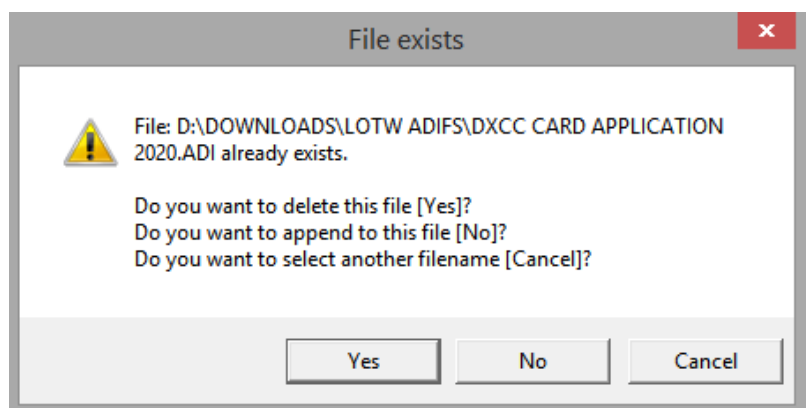 File exists
File: D:\DOWNLOADS\LOTW ADIFS\DXCC CARD APPLICATION
2020.ADI already exists.
Do you want to delete this file [Yes]?
Do you want to append to this file [No]?
Do you want to select another filename [Cancel]?
Yes
No
Cancel